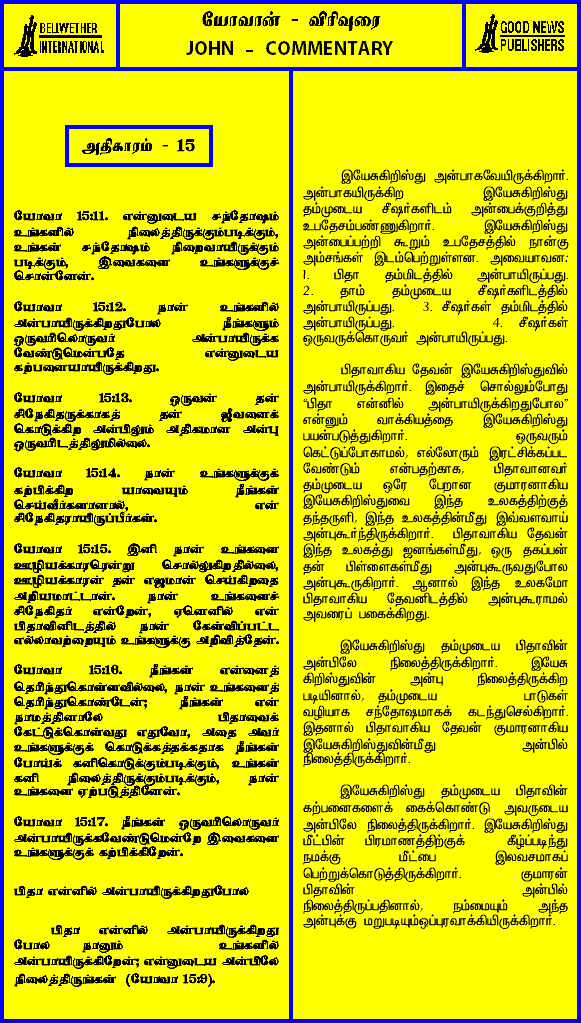 BELWETHER
INTERNATIONAL
யோவான் - விரிவுரை
JOHN - COMMENTARY
GOOD NEWS
PUBLISHERS
அதிகாரம் - 15
யோவா 15:11. என்னுடைய சந்தோஷம்
உங்களில் நிலைத்திருக்கும்படிக்கும்,
உங்கள் சந்தோஷம் நிறைவாயிருக்கும்
படிக்கும், இவைகளை உங்களுக்குச்
சொன்னேன்.
யோவா 15:12. நான் உங்களில்
அன்பாயிருக்கிறதுபோல நீங்களும்
ஒருவரிலொருவர் அன்பாயிருக்க
வேண்டுமென்பதே என்னுடைய
கற்பனையாயிருக்கிறது.
யோவா 15:13. ஒருவன் தன்
சிநேகிதருக்காகத் தன் ஜீவனைக்
கொடுக்கிற அன்பிலும் அதிகமான அன்பு
ஒருவரிடத்திலுமில்லை.
யோவா 15:14. நான் உங்களுக்குக்
கற்பிக்கிற யாவையும் நீங்கள்
செய்வீர்களானால், என்
சிநேகிதராயிருப்பீர்கள்.
யோவா 15:15. இனி நான் உங்களை
ஊழியக்காரரென்று சொல்லுகிறதில்லை,
ஊழியக்காரன் தன் எஜமான் செய்கிறதை
அறியமாட்டான். நான் உங்களைச்
சிநேகிதர் என்றேன், ஏனெனில் என்
பிதாவினிடத்தில் நான் கேள்விப்பட்ட
எல்லாவற்றையும் உங்களுக்கு அறிவித்தேன்.
யோவா 15:16. நீங்கள் என்னைத்
தெரிந்துகொள்ளவில்லை, நான் உங்களைத்
தெரிந்துகொண்டேன்; நீங்கள் என்
நாமத்தினாலே பிதாவைக்
கேட்டுக்கொள்வது எதுவோ, அதை அவர்
உங்களுக்குக் கொடுக்கத்தக்கதாக நீங்கள்
போய்க் கனிகொடுக்கும்படிக்கும், உங்கள்
கனி நிலைத்திருக்கும்படிக்கும், நான்
உங்களை ஏற்படுத்தினேன்.
யோவா 15:17. நீங்கள் ஒருவரிலொருவர்
அன்பாயிருக்கவேண்டுமென்றே இவைகளை
உங்களுக்குக் கற்பிக்கிறேன்.
பிதா என்னில் அன்பாயிருக்கிறதுபோல
பிதா என்னில் அன்பாயிருக்கிறது
போல நானும் உங்களில்
அன்பாயிருக்கிறேன்; என்னுடைய அன்பிலே
நிலைத்திருங்கள் (யோவா 15:9).
இயேசுகிறிஸ்து அன்பாகவேயிருக்கிறார்.
அன்பாகயிருக்கிற இயேசுகிறிஸ்து
தம்முடைய சீஷர்களிடம் அன்பைக்குறித்து
உபதேசம்பண்ணுகிறார். இயேசுகிறிஸ்து
அன்பைப்பற்றி கூறும் உபதேசத்தில் நான்கு
அம்சங்கள் இடம்பெற்றுள்ளன. அவையாவன:
1. பிதா தம்மிடத்தில் அன்பாயிருப்பது.
2. தாம் தம்முடைய சீஷர்களிடத்தில்
அன்பாயிருப்பது. 3. சீஷர்கள் தம்மிடத்தில்
அன்பாயிருப்பது. 4. சீஷர்கள்
ஒருவருக்கொருவர் அன்பாயிருப்பது.
பிதாவாகிய தேவன் இயேசுகிறிஸ்துவில்
அன்பாயிருக்கிறார். இதைச் சொல்லும்போது
“பிதா என்னில் அன்பாயிருக்கிறதுபோல”
என்னும் வாக்கியத்தை இயேசுகிறிஸ்து
பயன்படுத்துகிறார். ஒருவரும்
கெட்டுப்போகாமல், எல்லோரும் இரட்சிக்கப்பட
வேண்டும் என்பதற்காக, பிதாவானவர்
தம்முடைய ஒரே பேறான குமாரனாகிய
இயேசுகிறிஸ்துவை இந்த உலகத்திற்குத்
தந்தருளி, இந்த உலகத்தின்மீது இவ்வளவாய்
அன்புகூர்ந்திருக்கிறார். பிதாவாகிய தேவன்
இந்த உலகத்து ஜனங்கள்மீது, ஒரு தகப்பன்
தன் பிள்ளைகள்மீது அன்புகூருவதுபோல
அன்புகூருகிறார். ஆனால் இந்த உலகமோ
பிதாவாகிய தேவனிடத்தில் அன்புகூராமல்
அவரைப் பகைக்கிறது.
இயேசுகிறிஸ்து தம்முடைய பிதாவின்
அன்பிலே நிலைத்திருக்கிறார். இயேசு
கிறிஸ்துவின் அன்பு நிலைத்திருக்கிற
படியினால், தம்முடைய பாடுகள்
வழியாக சந்தோஷமாகக் கடந்துசெல்கிறார்.
இதனால் பிதாவாகிய தேவன் குமாரனாகிய
இயேசுகிறிஸ்துவின்மீது அன்பில்
நிலைத்திருக்கிறார்.
இயேசுகிறிஸ்து தம்முடைய பிதாவின்
கற்பனைகளைக் கைக்கொண்டு அவருடைய
அன்பிலே நிலைத்திருக்கிறார். இயேசுகிறிஸ்து
மீட்பின் பிரமாணத்திற்குக் கீழ்ப்படிந்து
நமக்கு மீட்பை இலவசமாகப்
பெற்றுக்கொடுத்திருக்கிறார். குமாரன்
பிதாவின் அன்பில்
நிலைத்திருப்பதினால், நம்மையும் அந்த
அன்புக்கு மறுபடியும்ஒப்புரவாக்கியிருக்கிறார்.